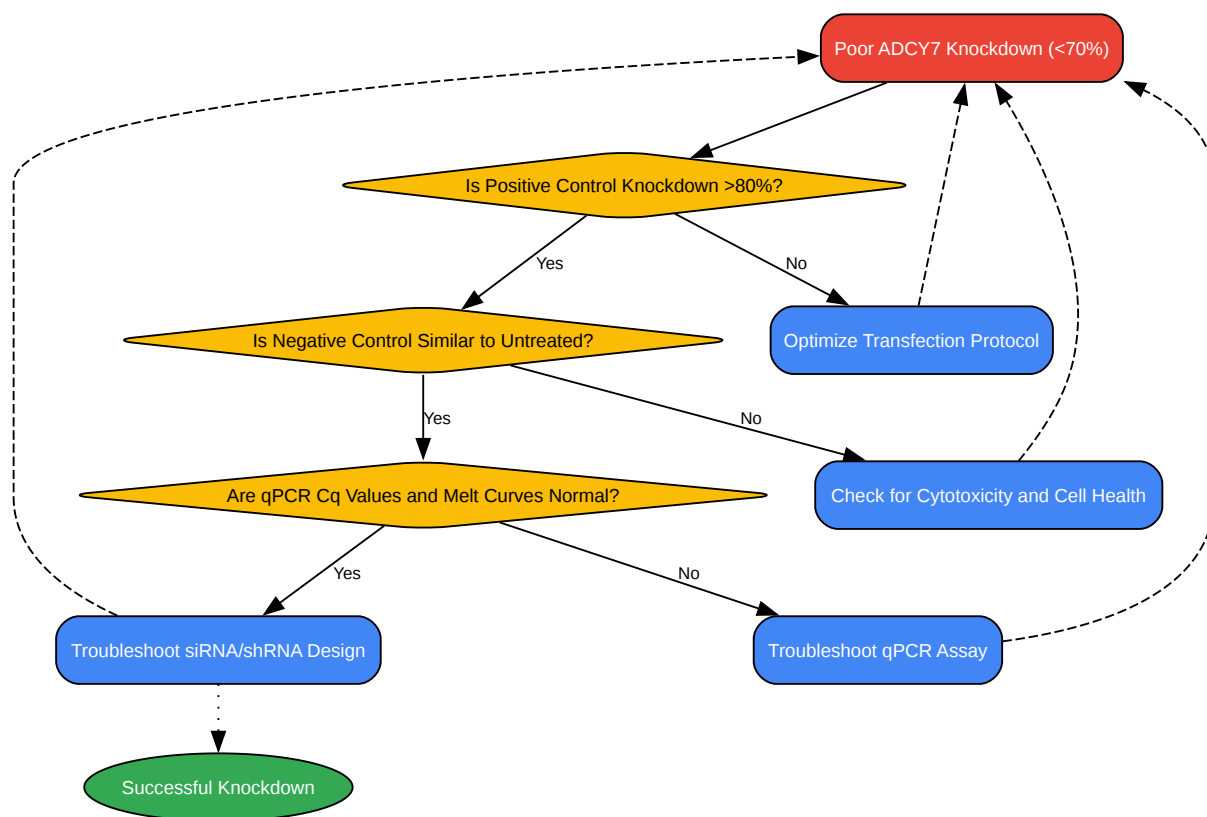 Poor ADCY7 Knockdown (<70%)
Is Positive Control Knockdown >80%?
Yes
No
Is Negative Control Similar to Untreated?
Optimize Transfection Protocol
Yes
No
Are qPCR Cq Values and Melt Curves Normal?
Check for Cytotoxicity and Cell Health
Yes
No
Troubleshoot siRNA/shRNA Design
Troubleshoot qPCR Assay
Successful Knockdown